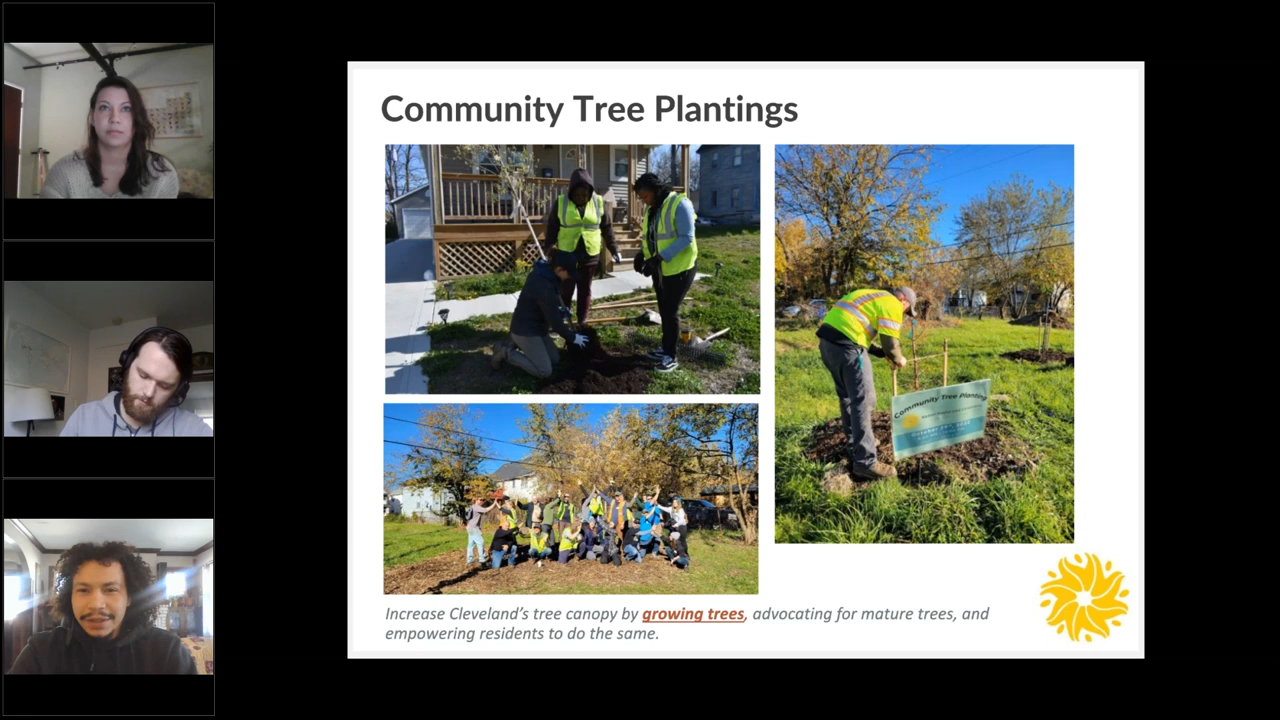 Community Tree Plantings
Community Tree Planting
Increase Cleveland's tree canopy by growing trees, advocating for mature trees, and
empowering residents to do the same.